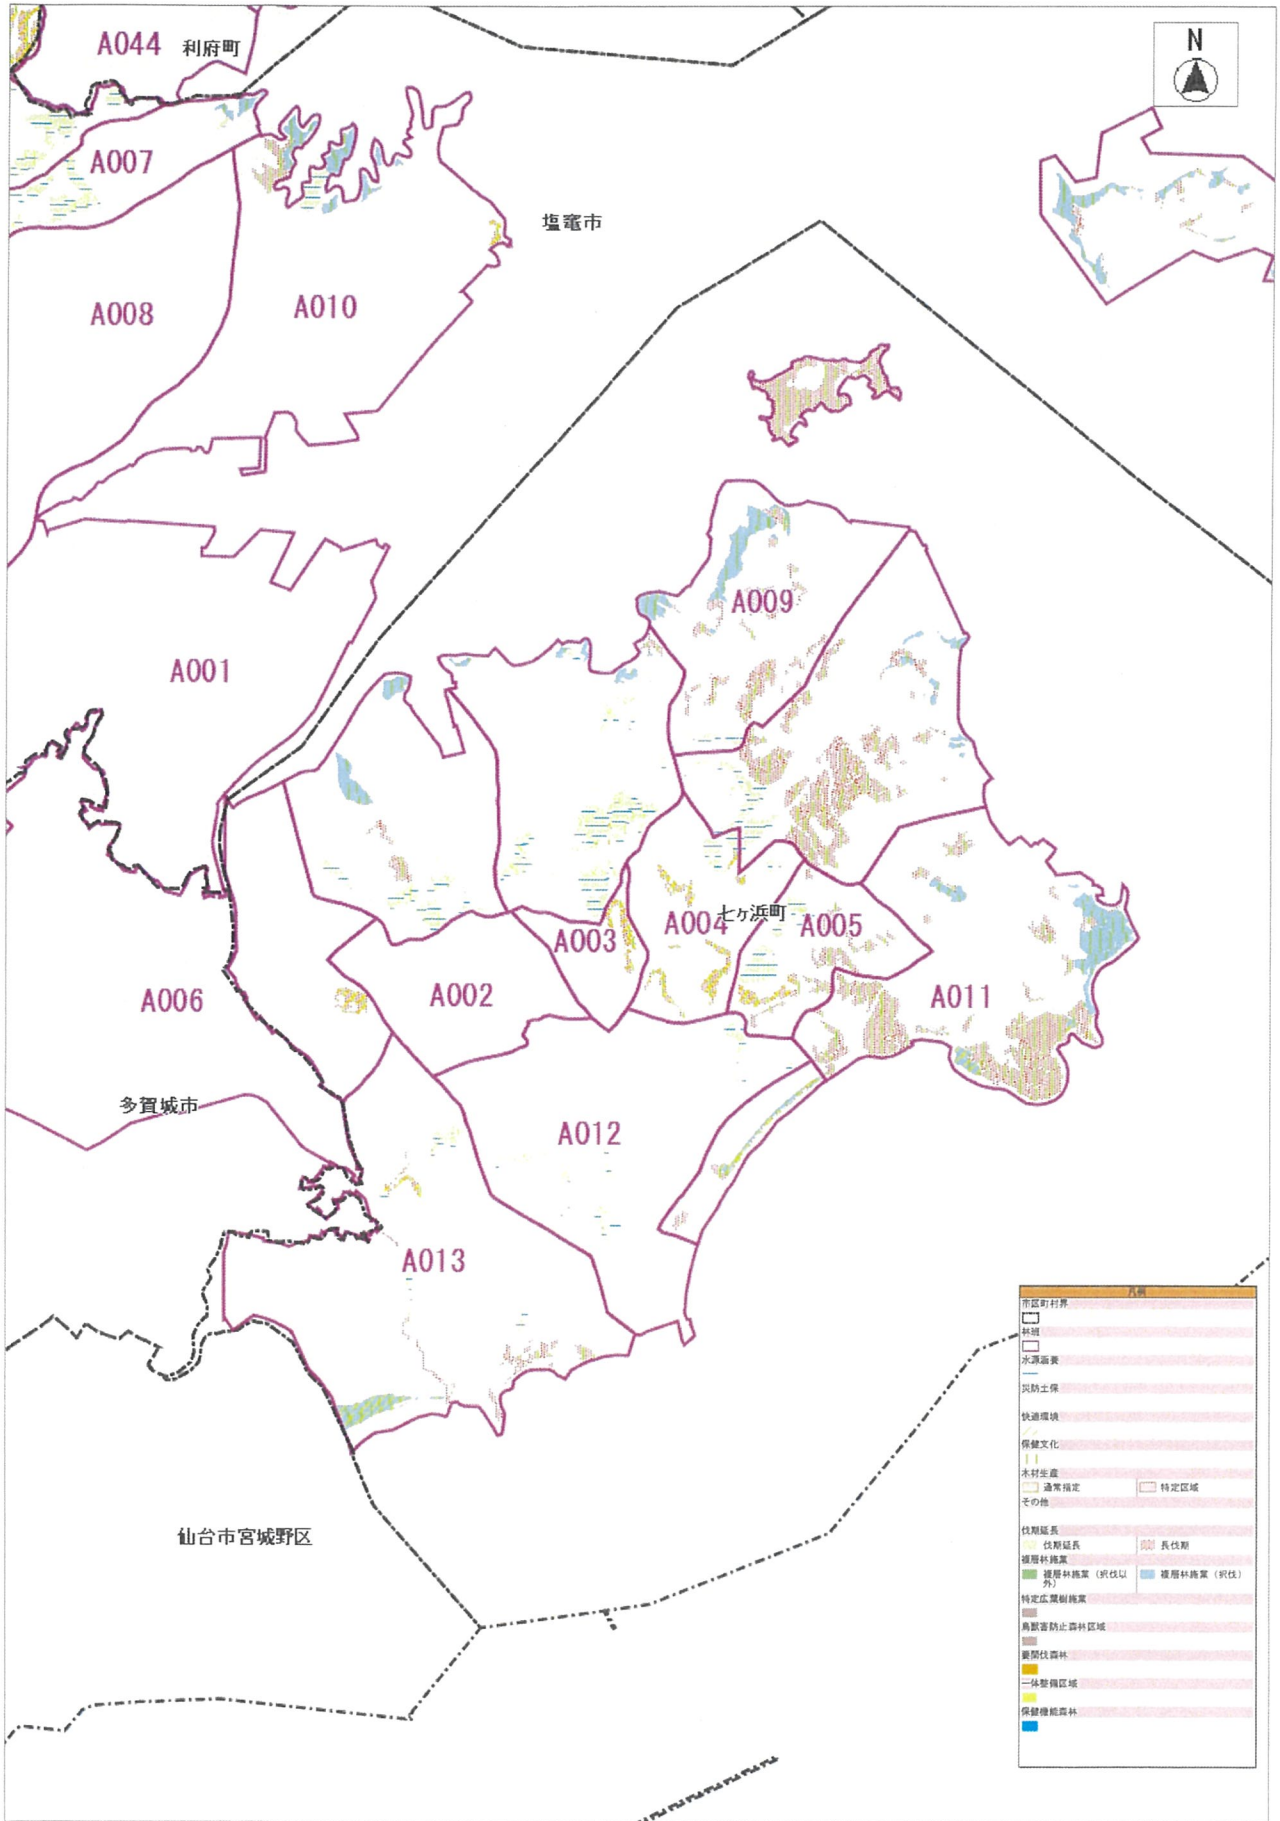 A044
利府町
N
A007
塩竈市
A008
A010
A009
A001
七ヶ浜町
A003
A004
A005
A006
A002
A011
多賀城市
A012
A013
仙台市宮城野区
凡例
市区町村界
林班
水源涵養
災防土保
快適環境
保健文化
木材生産
通常指定
特定区域
その他
伐期延長
伐期延長
長伐期
複層林施業
複層林施業（択伐以外）
複層林施業（択伐）
特定広葉樹施業
鳥獣害防止森林区域
要間伐森林
一体整備区域
保健機能森林